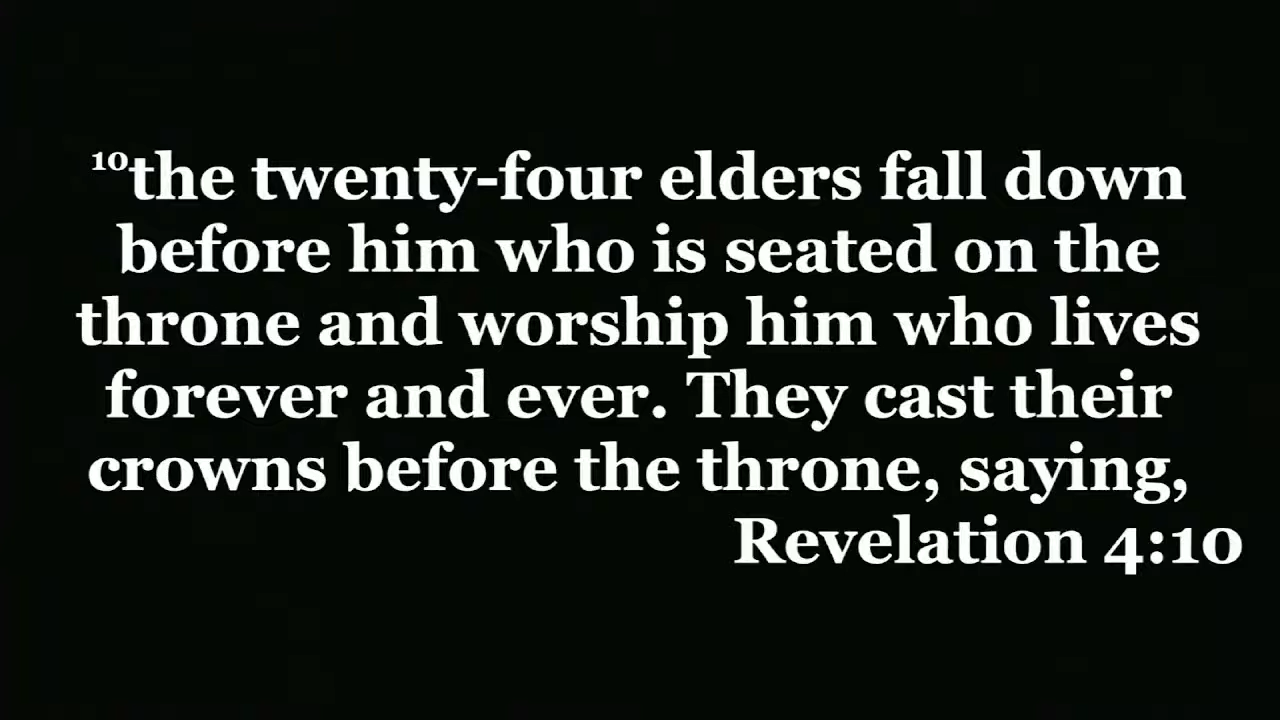 ¹⁰the twenty-four elders fall down
before him who is seated on the
throne and worship him who lives
forever and ever. They cast their
crowns before the throne, saying,
Revelation 4:10